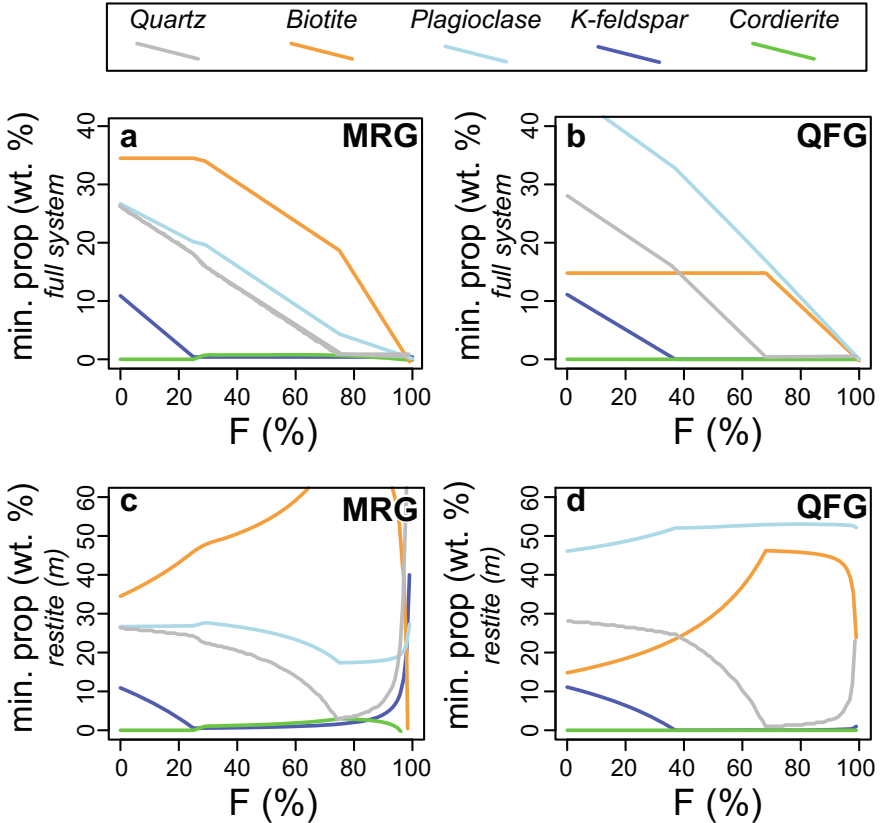 Quartz Biotite Plagioclase K-feldspar Cordierite
a MRG
min. prop (wt. %)
full system
40
30
20
10
0
0 20 40 60 80 100
F (%)
b QFG
min. prop (wt. %)
full system
40
30
20
10
0
0 20 40 60 80 100
F (%)
c MRG
min. prop (wt. %)
restite (m)
60
50
40
30
20
10
0
0 20 40 60 80 100
F (%)
d QFG
min. prop (wt. %)
restite (m)
60
50
40
30
20
10
0
0 20 40 60 80 100
F (%)